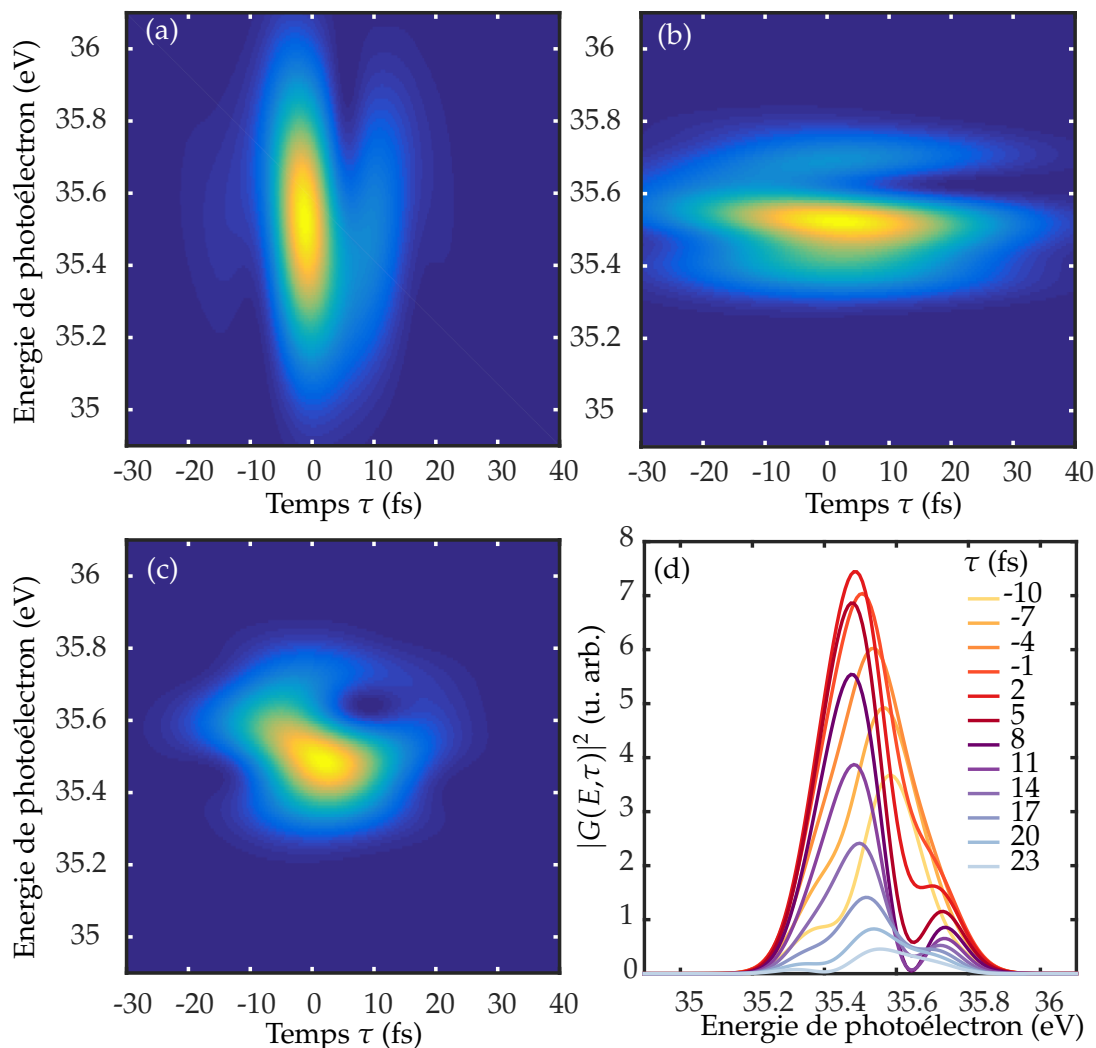 (a)
Energie de photoélectron (eV)
36
35.8
35.6
35.4
35.2
35
-30 -20 -10 0 10 20 30 40
Temps τ (fs)
(b)
36
35.8
35.6
35.4
35.2
35
-30 -20 -10 0 10 20 30 40
Temps τ (fs)
(c)
Energie de photoélectron (eV)
36
35.8
35.6
35.4
35.2
35
-30 -20 -10 0 10 20 30 40
Temps τ (fs)
(d)
|G(E,τ)|² (u. arb.)
8
7
6
5
4
3
2
1
0
τ (fs)
-10
-7
-4
-1
2
5
8
11
14
17
20
23
35 35.2 35.4 35.6 35.8 36
Energie de photoélectron (eV)